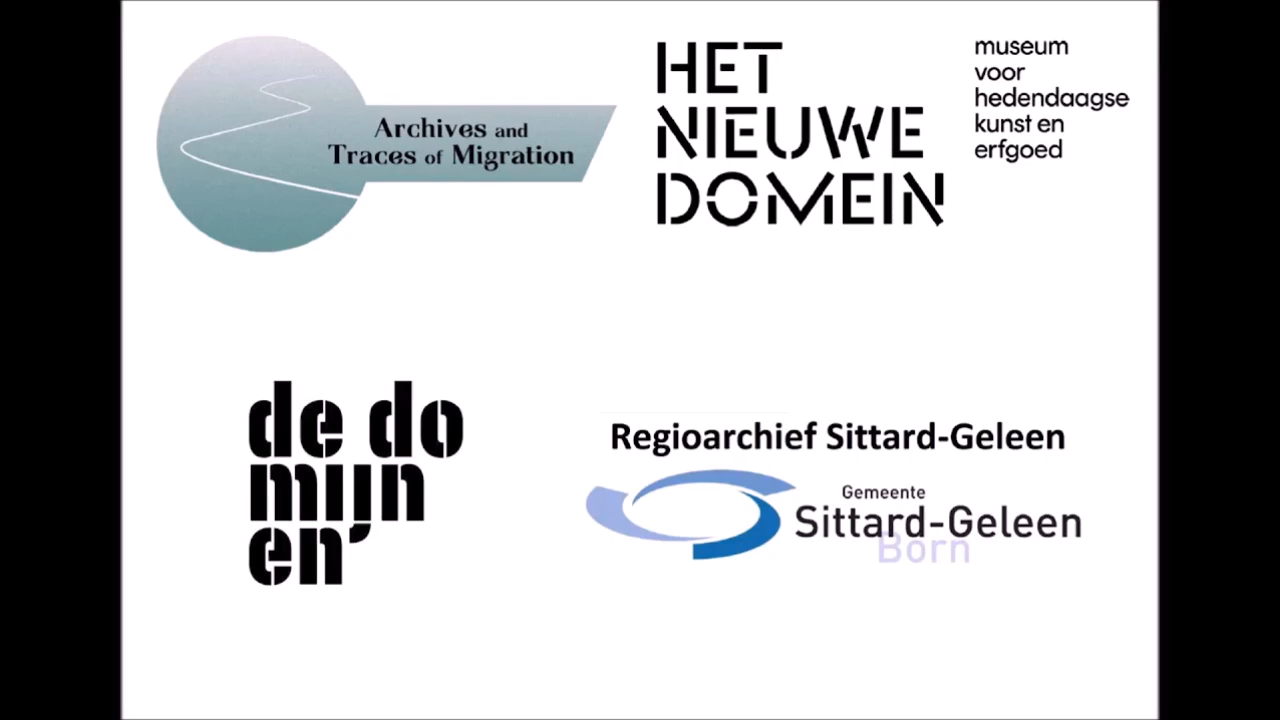 Archives and
Traces of Migration
HET
NIEUWE
DOMEIN
museum
voor
hedendaagse
kunst en
erfgoed
de do
mijn
en
Regioarchief Sittard-Geleen
Gemeente
Sittard-Geleen
Born